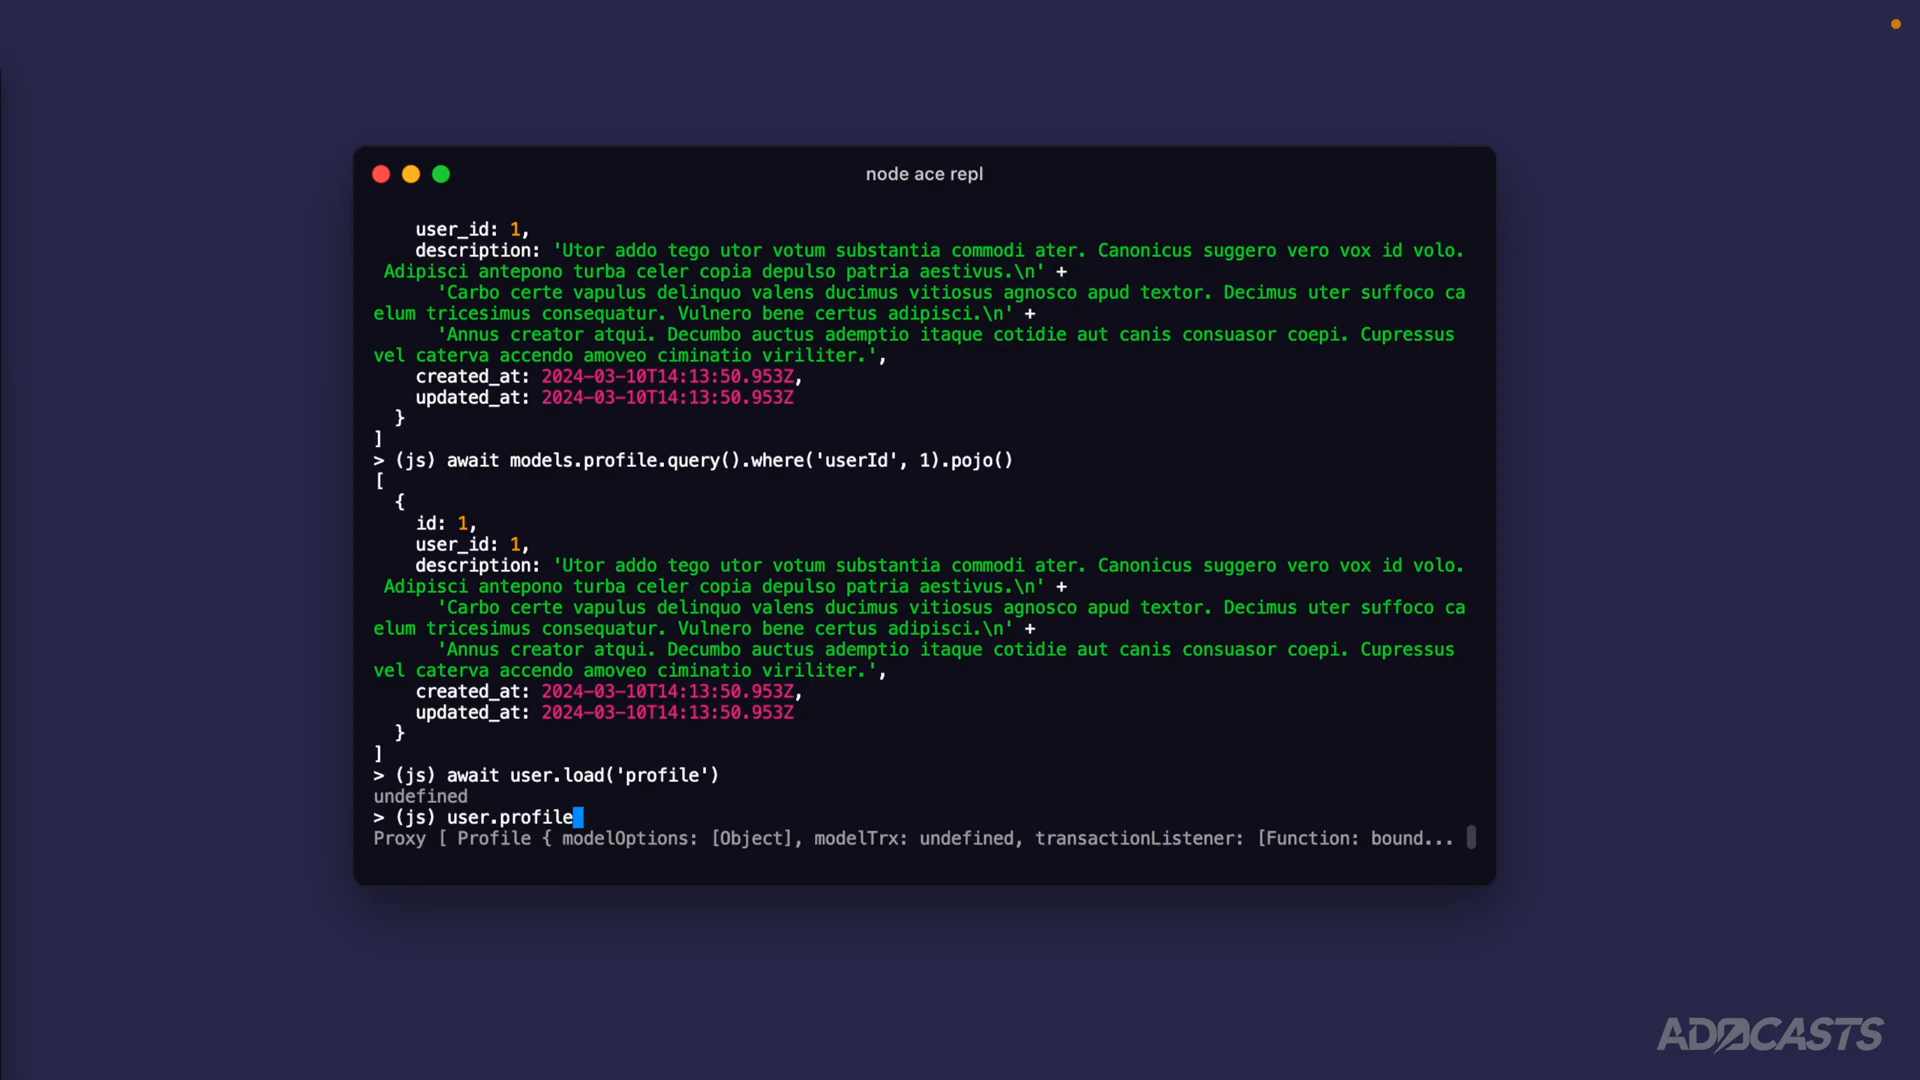 node ace repl
user_id: 1,
description: 'Utor addo tego utor votum substantia commodi ater. Canonicus suggero vero vox id volo.
Adipisci antepono turba celer copia depulso patria aestivus.\n' +
'Carbo certe vapulus delinquo valens ducimus vitiosus agnosco apud textor. Decimus uter suffoco ca
elum tricesimus consequatur. Vulnero bene certus adipisci.\n' +
'Annus creator atqui. Decumbo auctus ademptio itaque cotidie aut canis consuasor coepi. Cupressus
vel caterva accendo amoveo ciminatio viriliter.',
created_at: 2024-03-10T14:13:50.953Z,
updated_at: 2024-03-10T14:13:50.953Z
}
]
> (js) await models.profile.query().where('userId', 1).pojo()
[
{
id: 1,
user_id: 1,
description: 'Utor addo tego utor votum substantia commodi ater. Canonicus suggero vero vox id volo.
Adipisci antepono turba celer copia depulso patria aestivus.\n' +
'Carbo certe vapulus delinquo valens ducimus vitiosus agnosco apud textor. Decimus uter suffoco ca
elum tricesimus consequatur. Vulnero bene certus adipisci.\n' +
'Annus creator atqui. Decumbo auctus ademptio itaque cotidie aut canis consuasor coepi. Cupressus
vel caterva accendo amoveo ciminatio viriliter.',
created_at: 2024-03-10T14:13:50.953Z,
updated_at: 2024-03-10T14:13:50.953Z
}
]
> (js) await user.load('profile')
undefined
> (js) user.profile
Proxy [ Profile { modelOptions: [Object], modelTrx: undefined, transactionListener: [Function: bound...
ADOCASTS